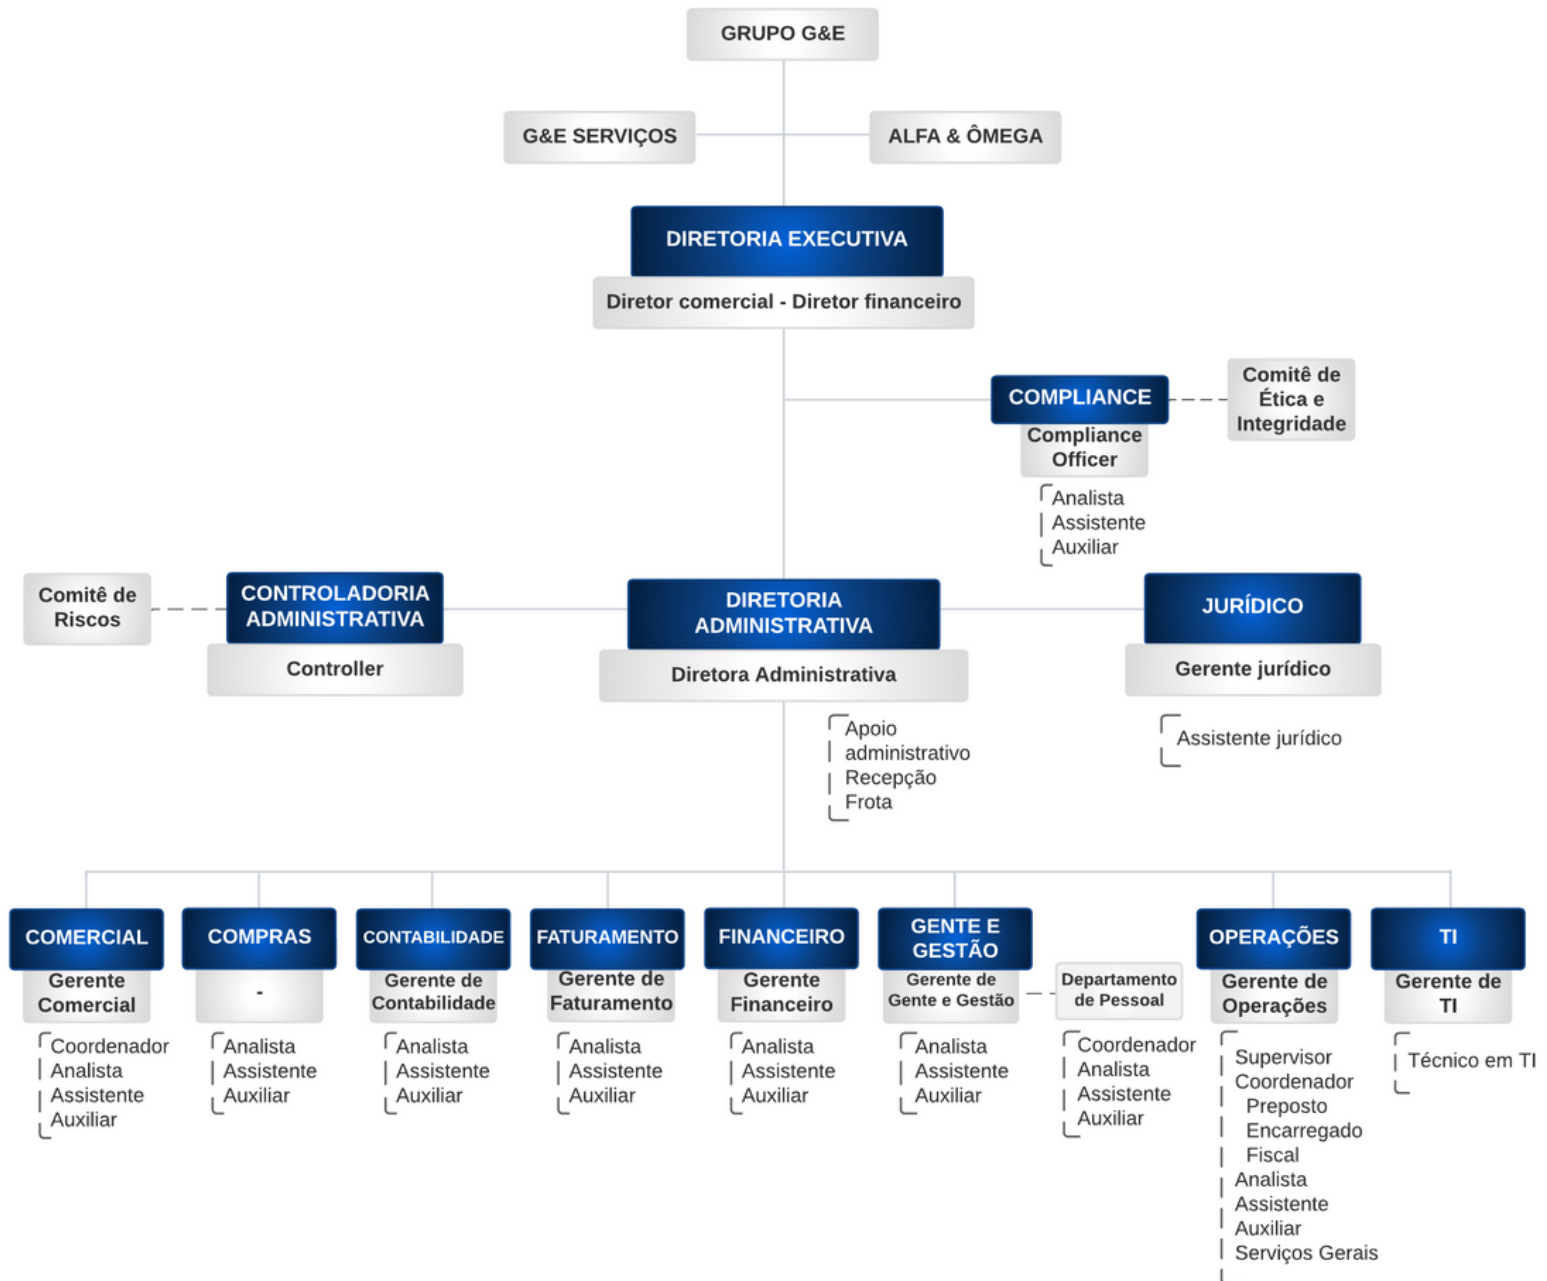 GRUPO G&E
G&E SERVIÇOS
ALFA & ÔMEGA
DIRETORIA EXECUTIVA
Diretor comercial - Diretor financeiro
COMPLIANCE
Compliance
Officer
Analista
Assistente
Auxiliar
Comitê de
Ética e
Integridade
Comitê de
Riscos
CONTROLADORIA
ADMINISTRATIVA
Controller
DIRETORIA
ADMINISTRATIVA
Diretora Administrativa
Apoio
administrativo
Recepção
Frota
JURÍDICO
Gerente jurídico
Assistente jurídico
COMERCIAL
Gerente
Comercial
Coordenador
Analista
Assistente
Auxiliar
COMPRAS
-
Analista
Assistente
Auxiliar
CONTABILIDADE
Gerente de
Contabilidade
Analista
Assistente
Auxiliar
FATURAMENTO
Gerente de
Faturamento
Analista
Assistente
Auxiliar
FINANCEIRO
Gerente
Financeiro
Analista
Assistente
Auxiliar
GENTE E
GESTÃO
Gerente de
Gente e Gestão
Analista
Assistente
Auxiliar
Departamento
de Pessoal
Coordenador
Analista
Assistente
Auxiliar
OPERAÇÕES
Gerente de
Operações
Supervisor
Coordenador
Preposto
Encarregado
Fiscal
Analista
Assistente
Auxiliar
Serviços Gerais
TI
Gerente de
TI
Técnico em TI